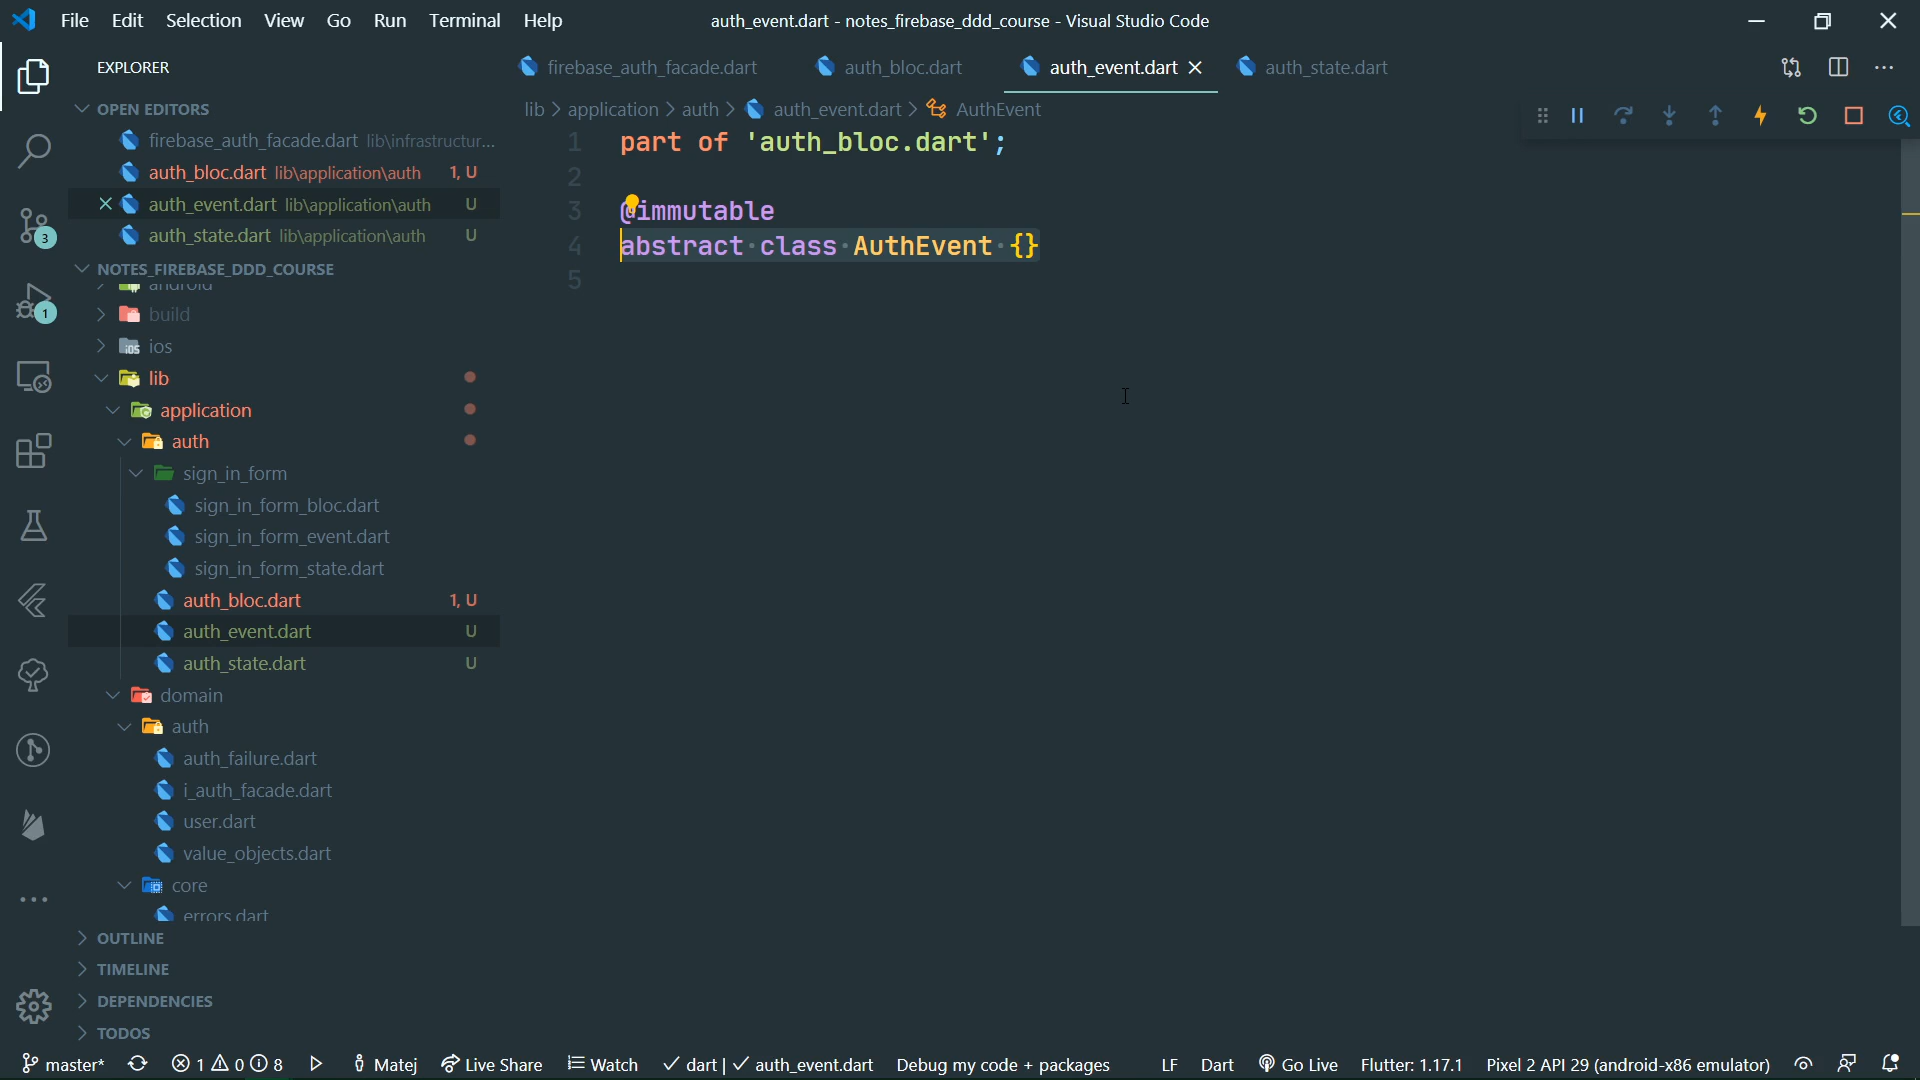 File Edit Selection View Go Run Terminal Help
auth_event.dart - notes_firebase_ddd_course - Visual Studio Code
EXPLORER
OPEN EDITORS
firebase_auth_facade.dart lib\infrastructur...
auth_bloc.dart lib\application\auth 1, U
auth_event.dart lib\application\auth U
auth_state.dart lib\application\auth U
NOTES_FIREBASE_DDD_COURSE
android
build
ios
lib
application
auth
sign_in_form
sign_in_form_bloc.dart
sign_in_form_event.dart
sign_in_form_state.dart
auth_bloc.dart 1, U
auth_event.dart U
auth_state.dart U
domain
auth
auth_failure.dart
i_auth_facade.dart
user.dart
value_objects.dart
core
errors.dart
OUTLINE
TIMELINE
DEPENDENCIES
TODOS
3
1
firebase_auth_facade.dart auth_bloc.dart auth_event.dart auth_state.dart
lib > application > auth > auth_event.dart > AuthEvent
1 part of 'auth_bloc.dart';
2
3 @immutable
4 abstract class AuthEvent {}
5
master* 1 0 8 Matej Live Share Watch dart | auth_event.dart Debug my code + packages LF Dart Go Live Flutter: 1.17.1 Pixel 2 API 29 (android-x86 emulator)